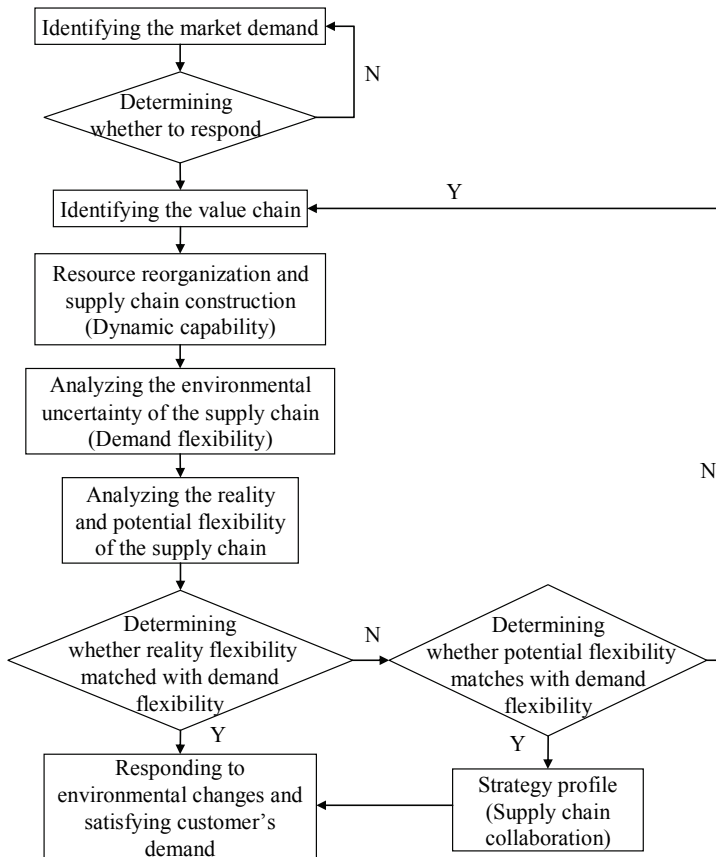 Identifying the market demand
N
Determining
whether to respond
Y
Identifying the value chain
Resource reorganization and
supply chain construction
(Dynamic capability)
Analyzing the environmental
uncertainty of the supply chain
(Demand flexibility)
Analyzing the reality
and potential flexibility
of the supply chain
N
Determining
whether reality flexibility
matched with demand
flexibility
N
Determining
whether potential flexibility
matches with demand
flexibility
Y
Y
Responding to
environmental changes and
satisfying customer's
demand
Strategy profile
(Supply chain
collaboration)